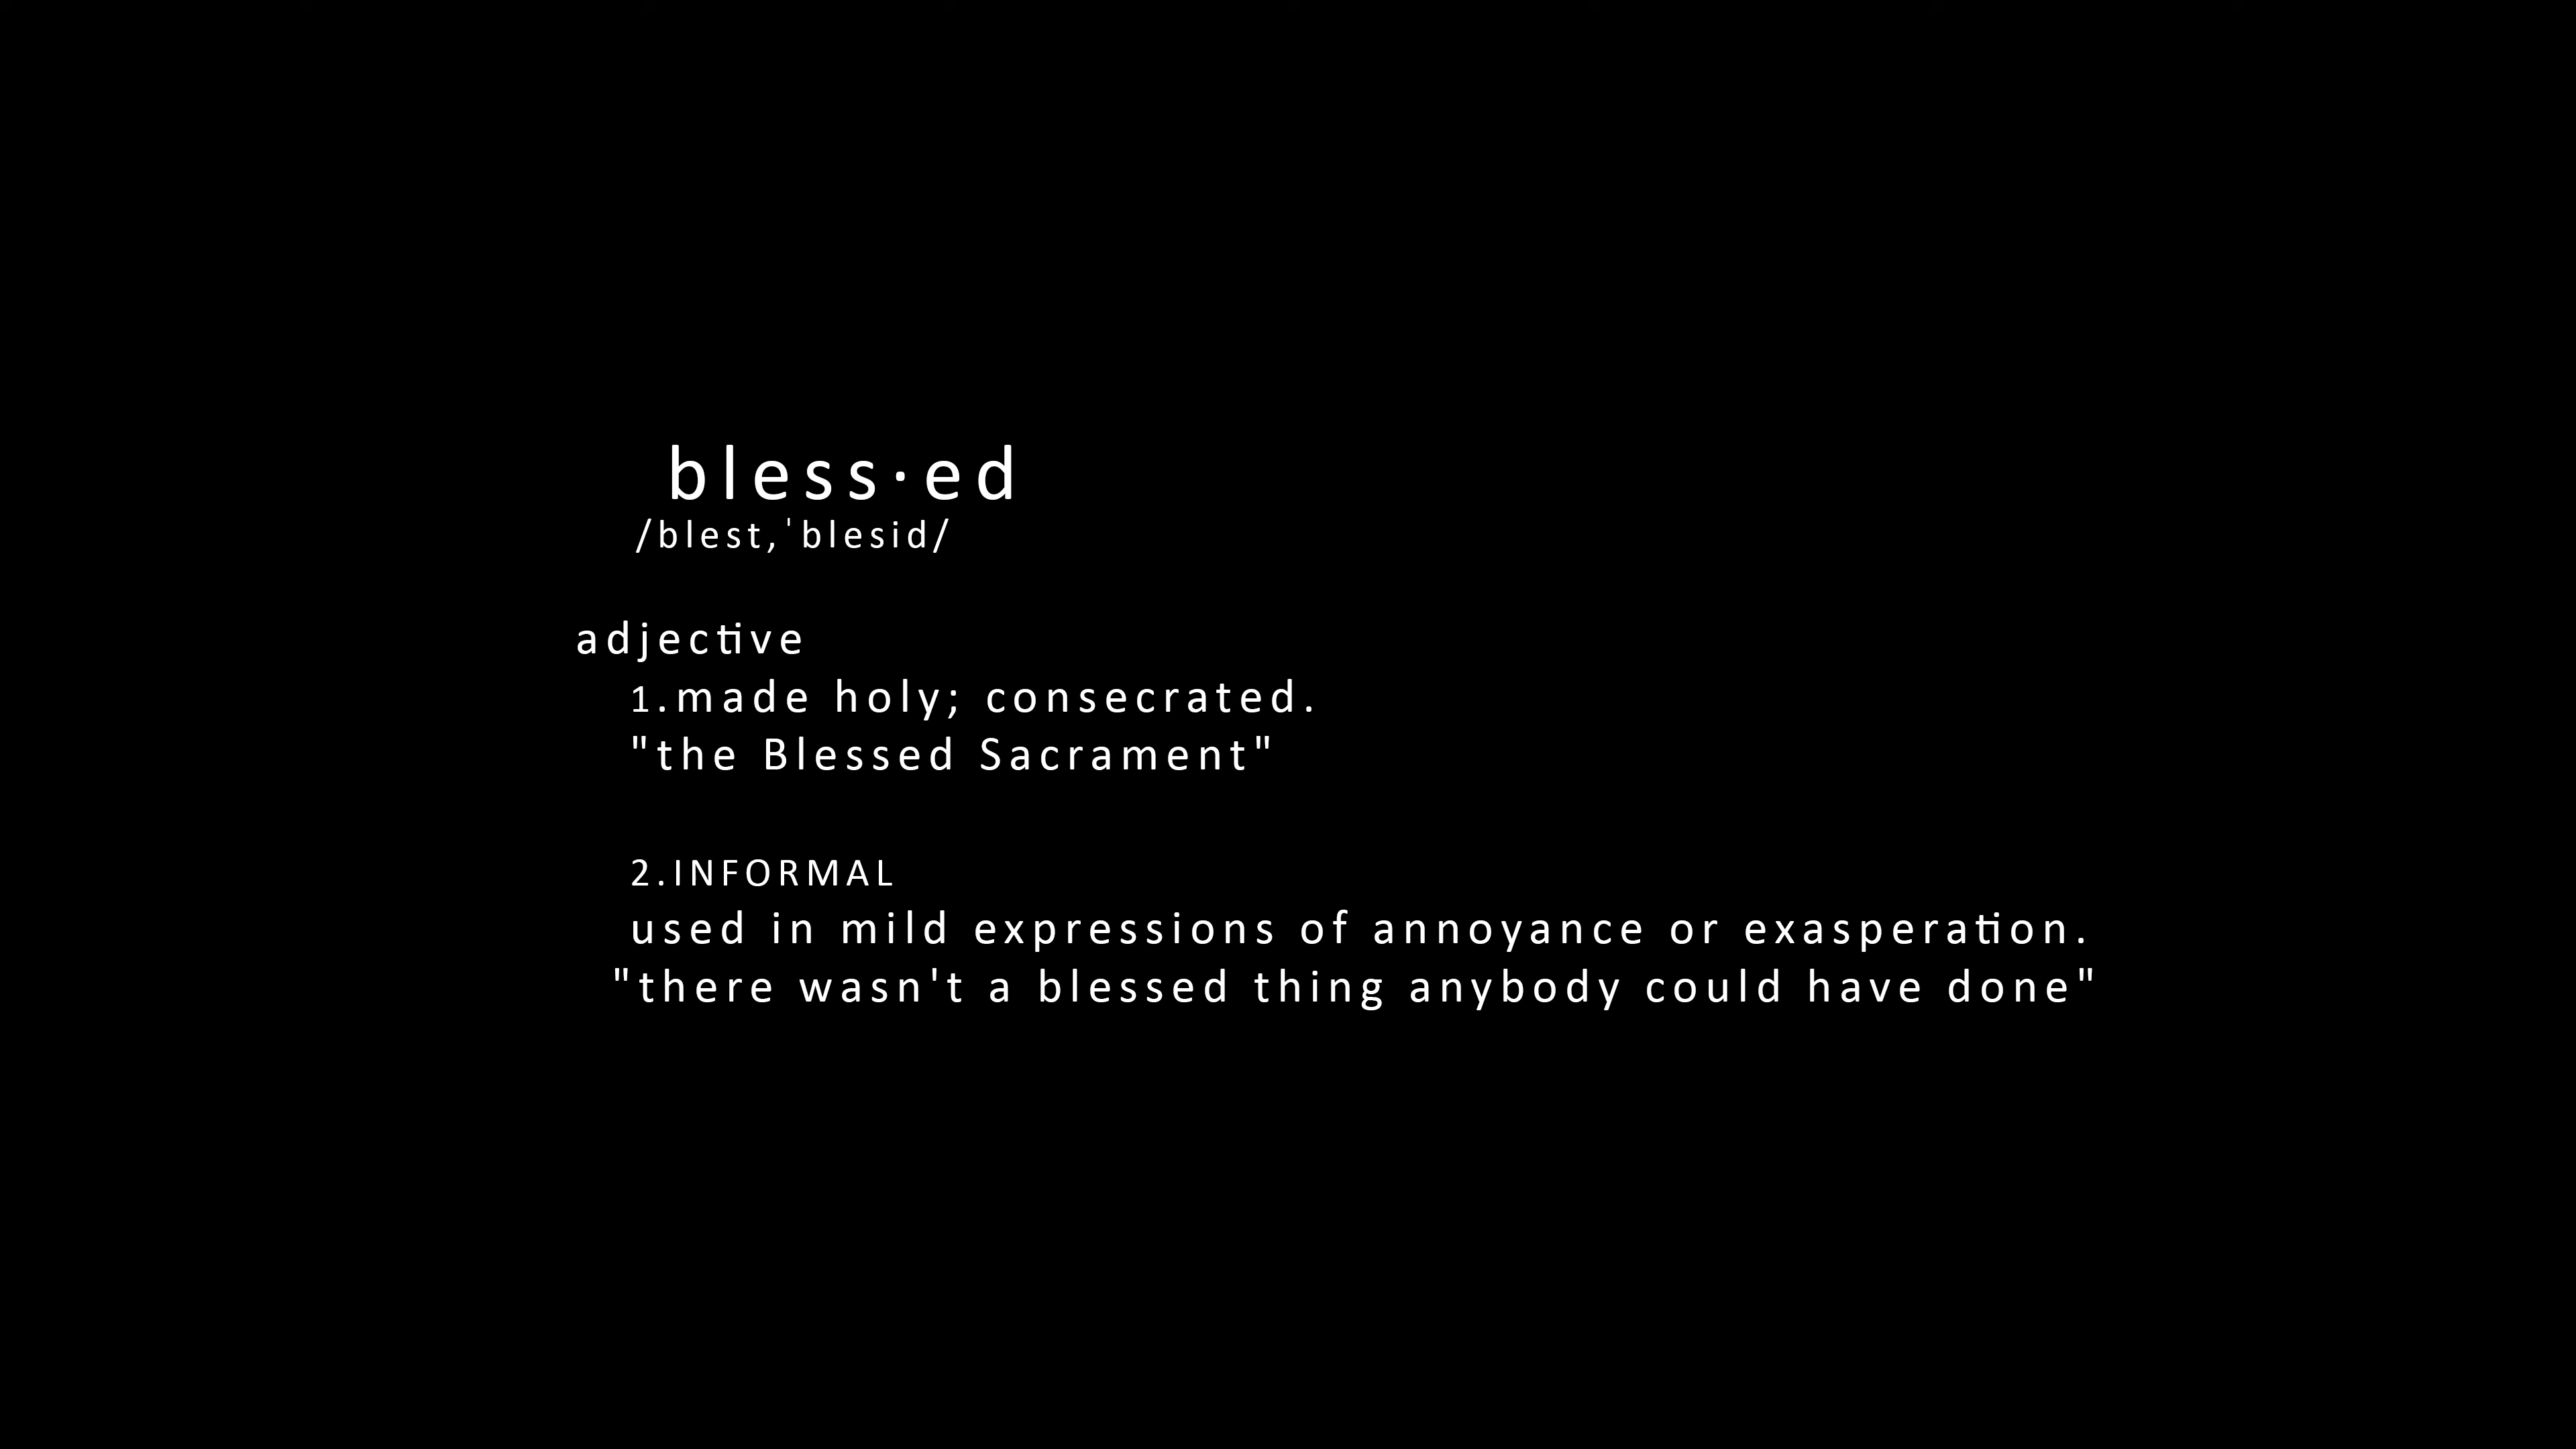 bless·ed
/blest,ˈblesid/
adjective
1.made holy; consecrated.
"the Blessed Sacrament"
2.INFORMAL
used in mild expressions of annoyance or exasperation.
"there wasn't a blessed thing anybody could have done"